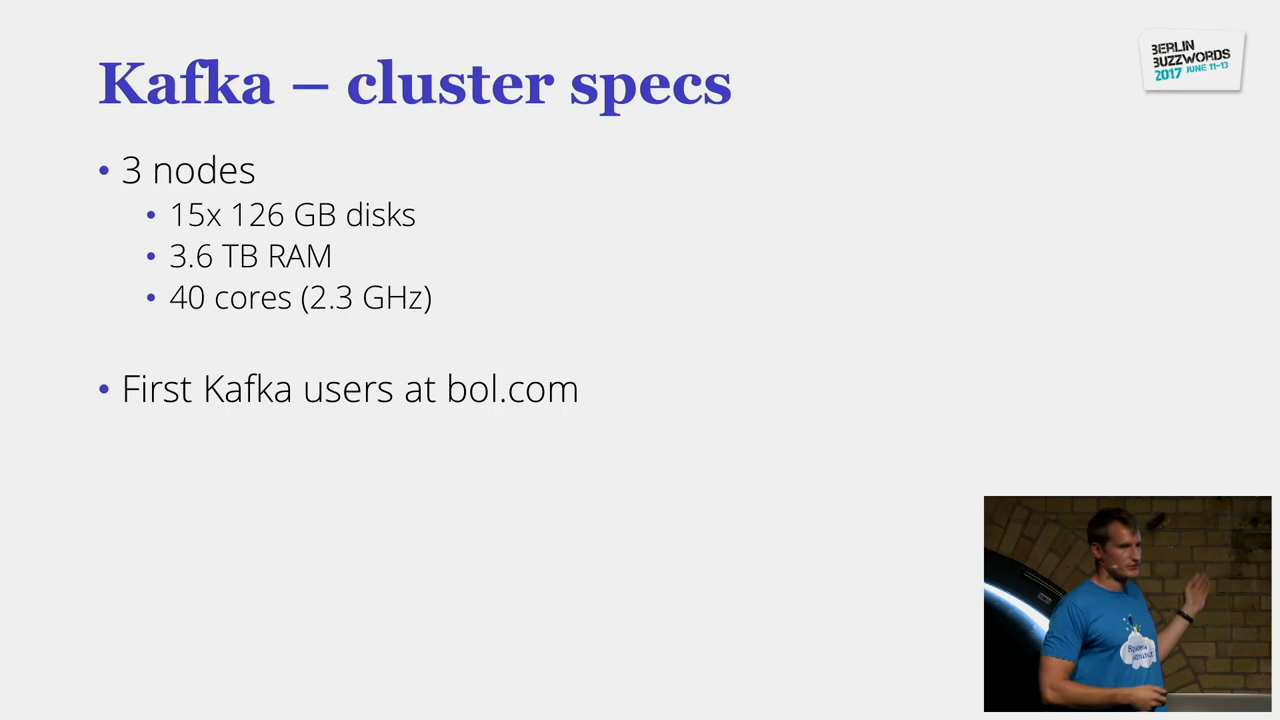 Kafka – cluster specs
BERLIN
BUZZWORDS
2017 JUNE 11-13
• 3 nodes
• 15x 126 GB disks
• 3.6 TB RAM
• 40 cores (2.3 GHz)
• First Kafka users at bol.com